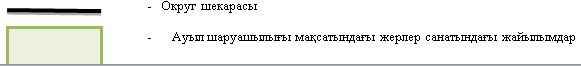 - Округ шекарасы
- Ауыл шаруашылығы мақсатындағы жерлер санатындағы жайылымдар